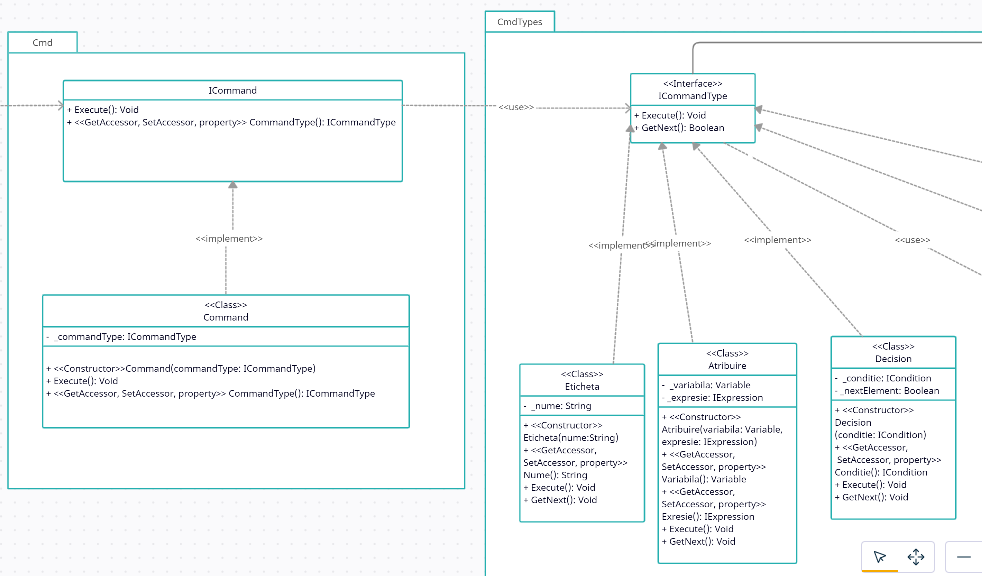 Cmd
ICommand
+ Execute(): Void
+ <<GetAccessor, SetAccessor, property>> CommandType(): ICommandType
<<implement>>
<<Class>>
Command
- _commandType: ICommandType
+ <<Constructor>>Command(commandType: ICommandType)
+ Execute(): Void
+ <<GetAccessor, SetAccessor, property>> CommandType(): ICommandType
<<use>>
CmdTypes
<<Interface>>
ICommandType
+ Execute(): Void
+ GetNext(): Boolean
<<implement>>
<<implement>>
<<implement>>
<<use>>
<<Class>>
Eticheta
- _nume: String
+ <<Constructor>>
Eticheta(nume:String)
+ <<GetAccessor,
SetAccessor, property>>
Nume(): String
+ Execute(): Void
+ GetNext(): Void
<<Class>>
Atribuire
- _variabila: Variable
- _expresie: IExpression
+ <<Constructor>>
Atribuire(variabila: Variable,
expresie: IExpression)
+ <<GetAccessor,
SetAccessor, property>>
Variabila(): Variable
+ <<GetAccessor,
SetAccessor, property>>
Exresie(): IExpression
+ Execute(): Void
+ GetNext(): Void
<<Class>>
Decision
- _conditie: ICondition
- _nextElement: Boolean
+ <<Constructor>>
Decision
(conditie: ICondition)
+ <<GetAccessor,
SetAccessor, property>>
Conditie(): ICondition
+ Execute(): Void
+ GetNext(): Void